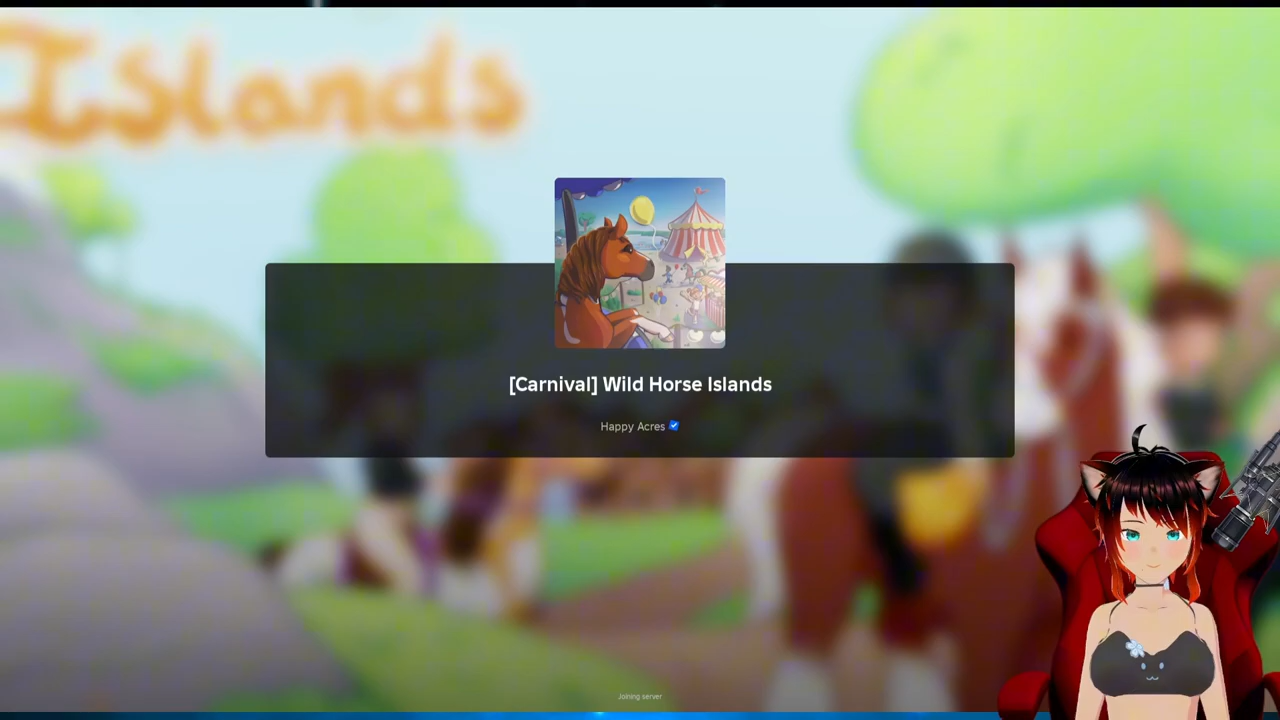 Islands
[Carnival] Wild Horse Islands
Happy Acres
Joining server